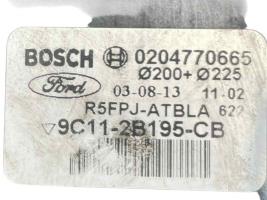 BOSCH 0204770665
Ø200+Ø225
Ford 03-08-13 11-02
R5FPJ-ATBLA 622
▽9C11-2B195-CB